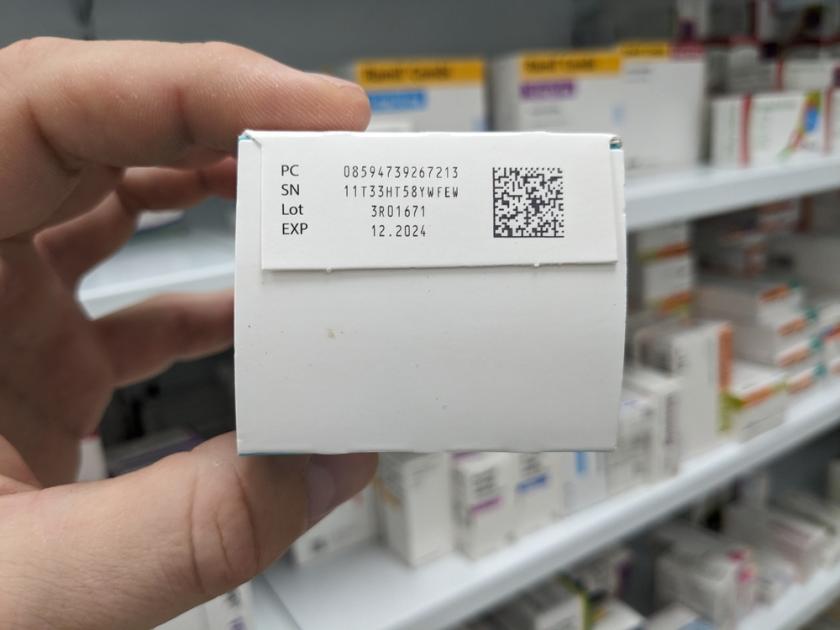 PC 08594739267213
SN 11T33HT58YWFEW
Lot 3R01671
EXP 12.2024